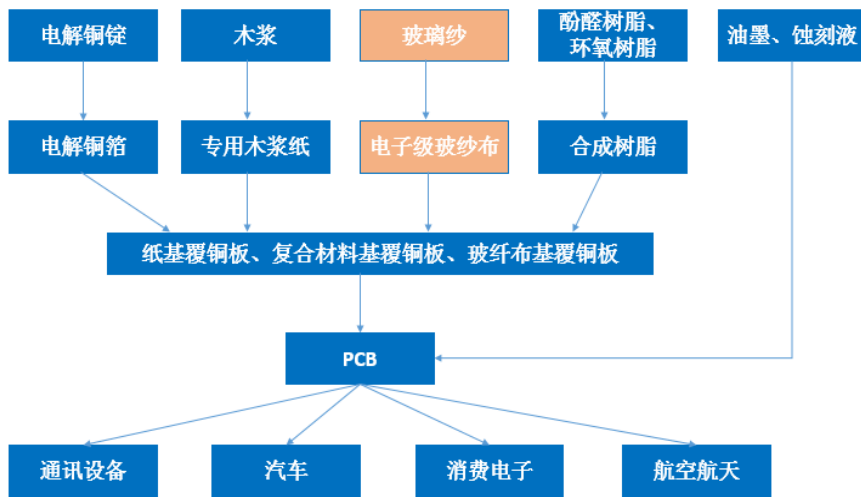 电解铜锭
木浆
玻璃纱
酚醛树脂、
环氧树脂
油墨、蚀刻液
电解铜箔
专用木浆纸
电子级玻纱布
合成树脂
纸基覆铜板、复合材料基覆铜板、玻纤布基覆铜板
PCB
通讯设备
汽车
消费电子
航空航天